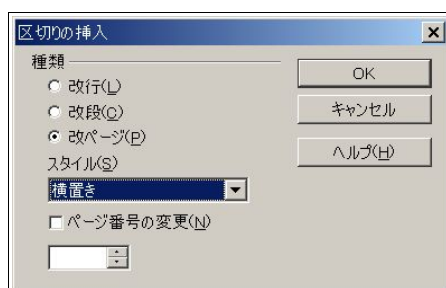 区切りの挿入
種類
改行(L)
改段(C)
改ページ(P)
スタイル(S)
横置き
ページ番号の変更(N)
OK
キャンセル
ヘルプ(H)